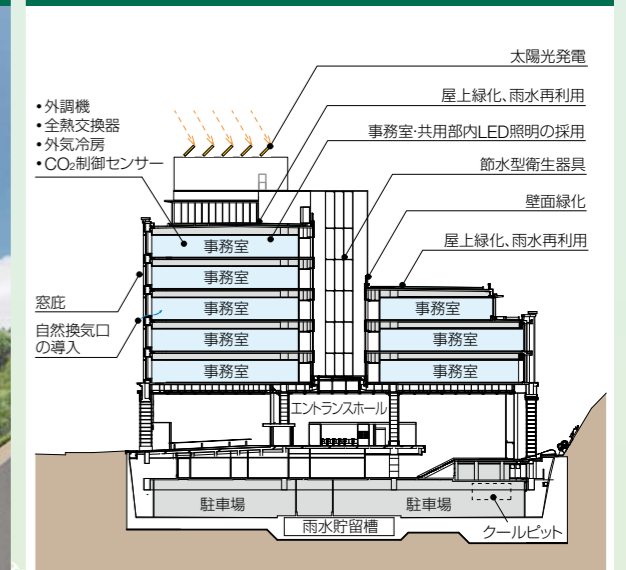 太陽光発電
屋上緑化、雨水再利用
事務室・共用部内LED照明の採用
節水型衛生器具
壁面緑化
屋上緑化、雨水再利用
•外調機
•全熱交換器
•外気冷房
•CO₂制御センサー
窓庇
自然換気口
の導入
事務室
事務室
事務室
事務室
事務室
事務室
事務室
事務室
エントランスホール
駐車場
駐車場
雨水貯留槽
クールピット